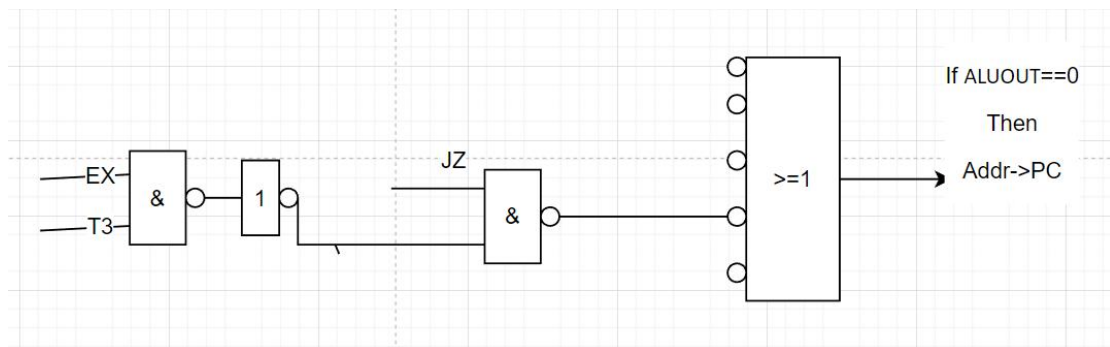 EX
T3
&
1
JZ
&
>=1
If ALUOUT==0
Then
Addr->PC